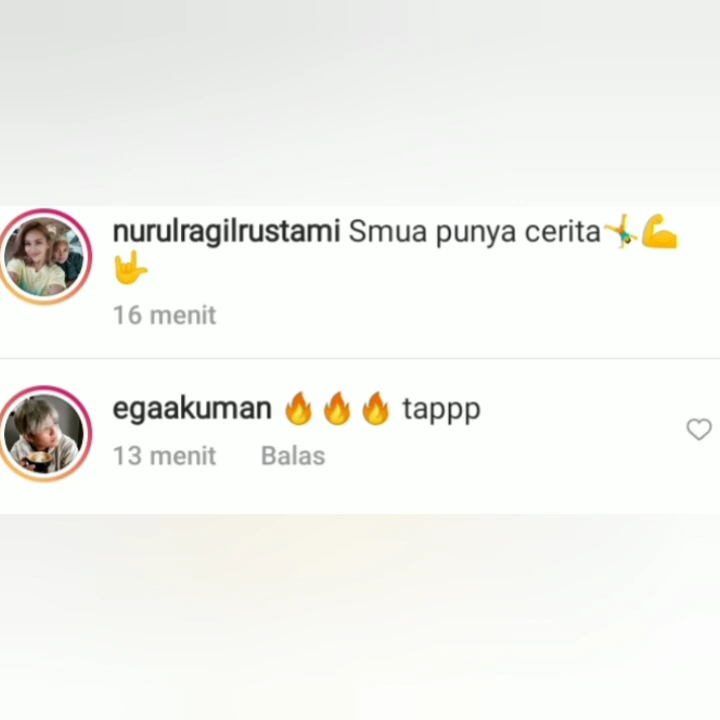 nurulragilrustami Smua punya cerita🤸‍♂️💪
🤟
16 menit
egaakuman 🔥🔥🔥 tappp
13 menit Balas